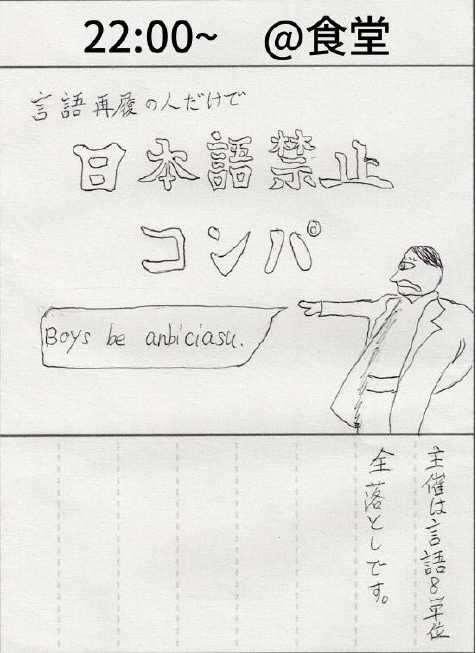 22:00~ @食堂
言語再履の人だけで
日本語禁止
コンパ
Boys be anbiciasu.
主催は言語8単位
全落としです。